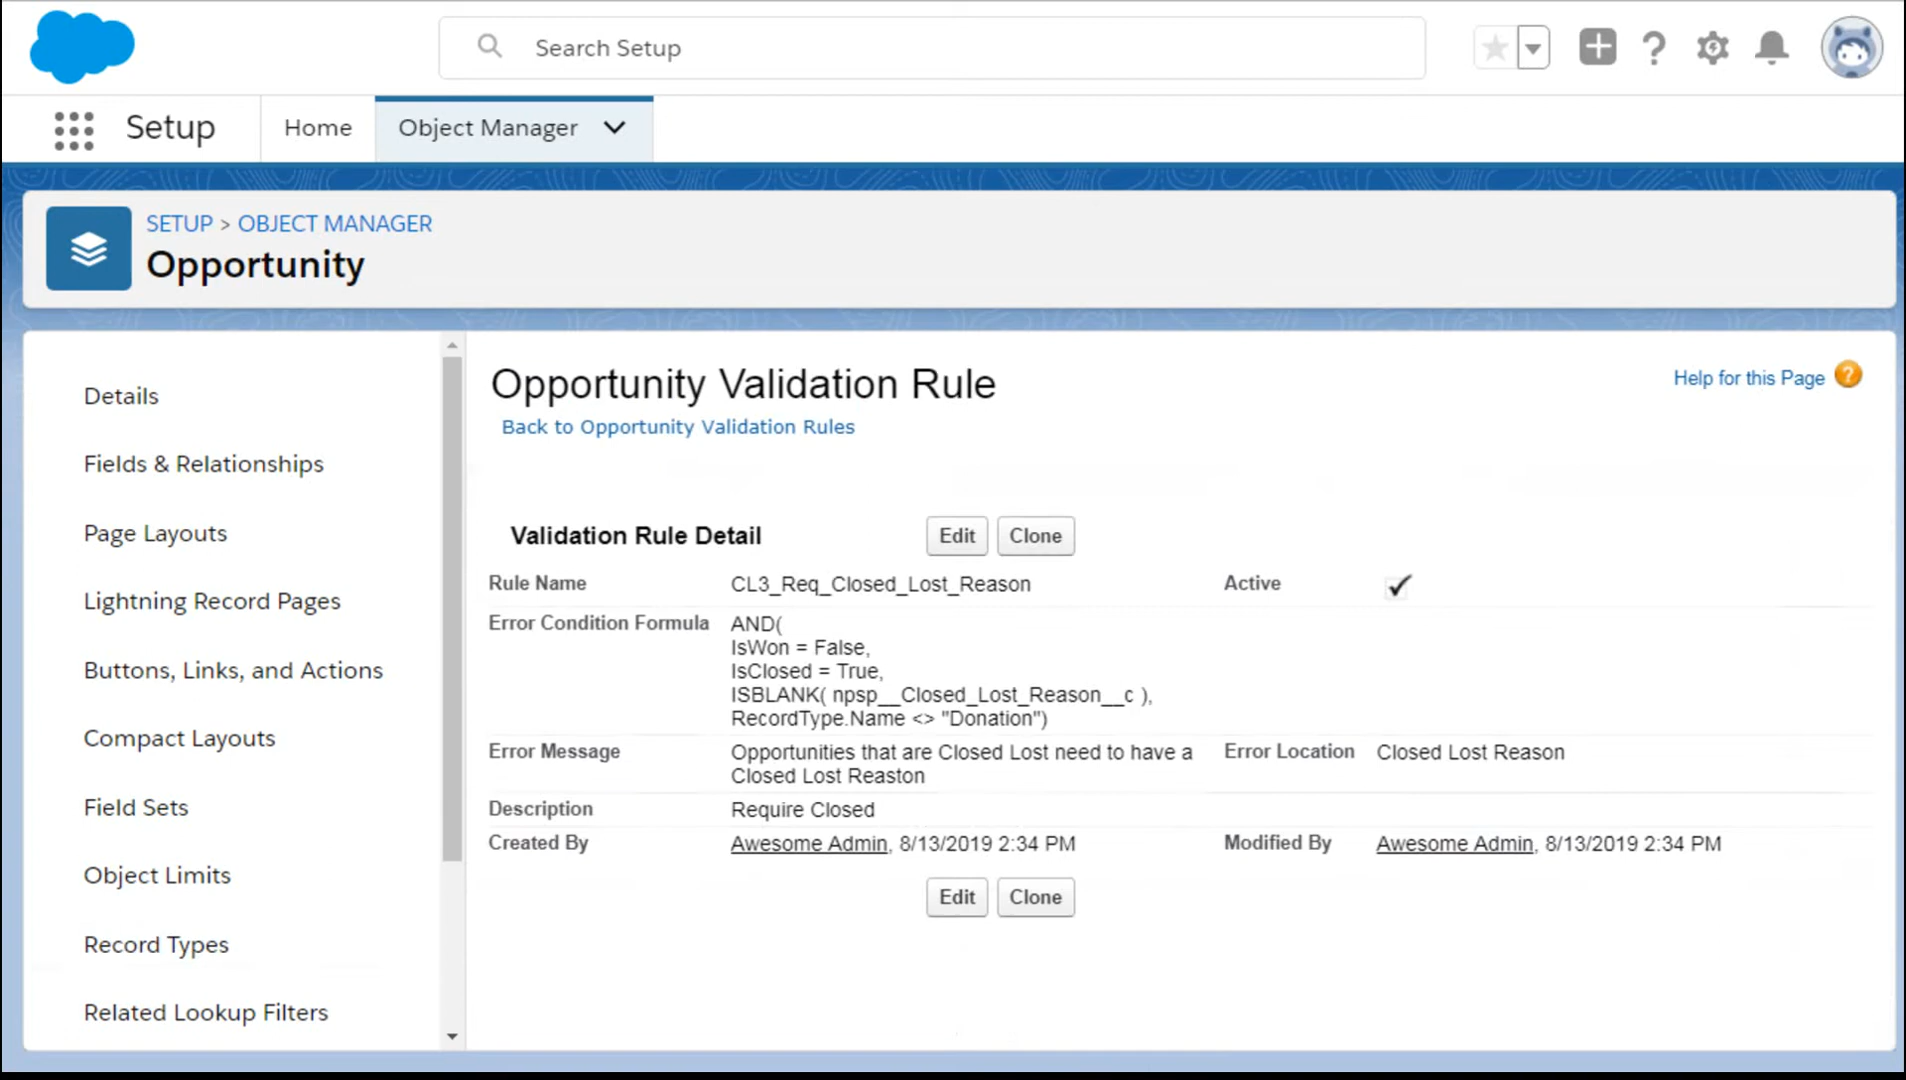 Search Setup
Setup
Home
Object Manager
SETUP > OBJECT MANAGER
Opportunity
Details
Fields & Relationships
Page Layouts
Lightning Record Pages
Buttons, Links, and Actions
Compact Layouts
Field Sets
Object Limits
Record Types
Related Lookup Filters
Opportunity Validation Rule
Help for this Page
Back to Opportunity Validation Rules
Validation Rule Detail
Edit
Clone
Rule Name
CL3_Req_Closed_Lost_Reason
Active
Error Condition Formula
AND(
IsWon = False,
IsClosed = True,
ISBLANK( npsp__Closed_Lost_Reason__c ),
RecordType.Name <> "Donation")
Error Message
Opportunities that are Closed Lost need to have a
Closed Lost Reaston
Error Location
Closed Lost Reason
Description
Require Closed
Created By
Awesome Admin, 8/13/2019 2:34 PM
Modified By
Awesome Admin, 8/13/2019 2:34 PM
Edit
Clone